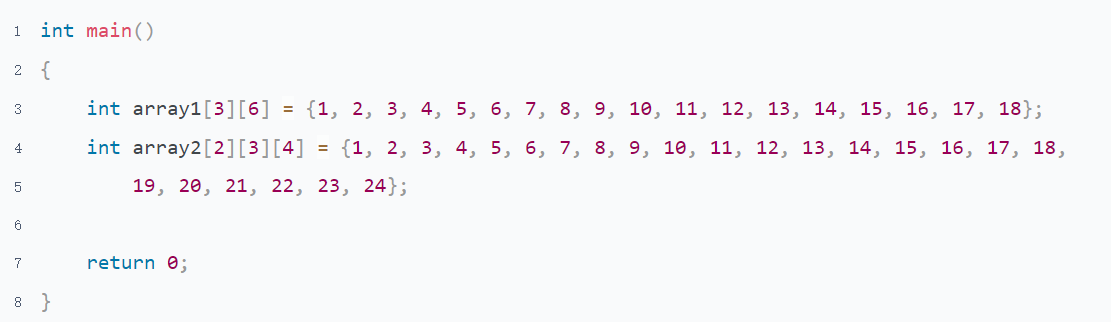 1 int main()
2 {
3     int array1[3][6] = {1, 2, 3, 4, 5, 6, 7, 8, 9, 10, 11, 12, 13, 14, 15, 16, 17, 18};
4     int array2[2][3][4] = {1, 2, 3, 4, 5, 6, 7, 8, 9, 10, 11, 12, 13, 14, 15, 16, 17, 18,
5         19, 20, 21, 22, 23, 24};
6
7     return 0;
8 }